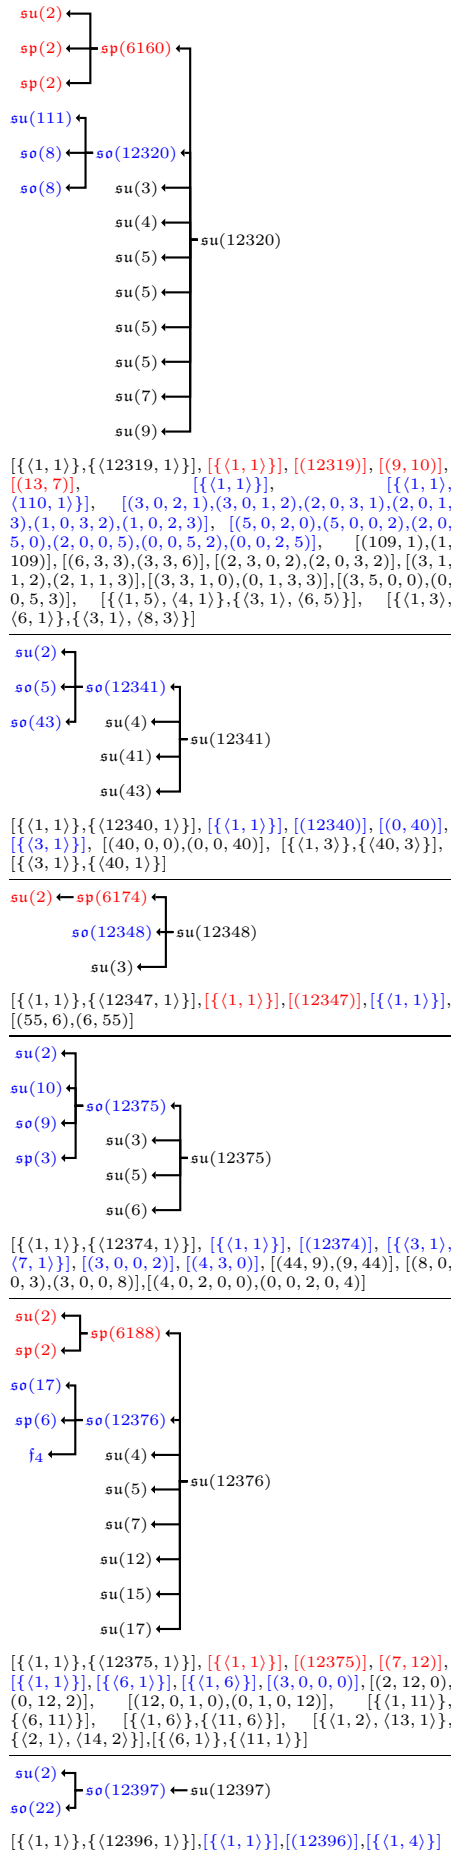 𝔰𝔲(2)
𝔰𝔭(2)
𝔰𝔭(6160)
𝔰𝔭(2)
𝔰𝔲(111)
𝔰𝔬(8)
𝔰𝔬(12320)
𝔰𝔬(8)
𝔰𝔲(3)
𝔰𝔲(4)
𝔰𝔲(12320)
𝔰𝔲(5)
𝔰𝔲(5)
𝔰𝔲(5)
𝔰𝔲(5)
𝔰𝔲(7)
𝔰𝔲(9)
[{⟨1, 1⟩},{⟨12319, 1⟩}], [{⟨1, 1⟩}], [(12319)], [(9, 10)],
[(13, 7)], [{⟨1, 1⟩}], [{⟨1, 1⟩,
⟨110, 1⟩}], [(3, 0, 2, 1),(3, 0, 1, 2),(2, 0, 3, 1),(2, 0, 1,
3),(1, 0, 3, 2),(1, 0, 2, 3)], [(5, 0, 2, 0),(5, 0, 0, 2),(2, 0,
5, 0),(2, 0, 0, 5),(0, 0, 5, 2),(0, 0, 2, 5)], [(109, 1),(1,
109)], [(6, 3, 3),(3, 3, 6)], [(2, 3, 0, 2),(2, 0, 3, 2)], [(3, 1,
1, 2),(2, 1, 1, 3)],[(3, 3, 1, 0),(0, 1, 3, 3)],[(3, 5, 0, 0),(0,
0, 5, 3)], [{⟨1, 5⟩, ⟨4, 1⟩},{⟨3, 1⟩, ⟨6, 5⟩}], [{⟨1, 3⟩,
⟨6, 1⟩},{⟨3, 1⟩, ⟨8, 3⟩}]
𝔰𝔲(2)
𝔰𝔬(5)
𝔰𝔬(12341)
𝔰𝔬(43)
𝔰𝔲(4)
𝔰𝔲(12341)
𝔰𝔲(41)
𝔰𝔲(43)
[{⟨1, 1⟩},{⟨12340, 1⟩}], [{⟨1, 1⟩}], [(12340)], [(0, 40)],
[{⟨3, 1⟩}], [(40, 0, 0),(0, 0, 40)], [{⟨1, 3⟩},{⟨40, 3⟩}],
[{⟨3, 1⟩},{⟨40, 1⟩}]
𝔰𝔲(2)
𝔰𝔭(6174)
𝔰𝔬(12348)
𝔰𝔲(12348)
𝔰𝔲(3)
[{⟨1, 1⟩},{⟨12347, 1⟩}],[{⟨1, 1⟩}],[(12347)],[{⟨1, 1⟩}],
[(55, 6),(6, 55)]
𝔰𝔲(2)
𝔰𝔲(10)
𝔰𝔬(12375)
𝔰𝔬(9)
𝔰𝔲(3)
𝔰𝔭(3)
𝔰𝔲(12375)
𝔰𝔲(5)
𝔰𝔲(6)
[{⟨1, 1⟩},{⟨12374, 1⟩}], [{⟨1, 1⟩}], [(12374)], [{⟨3, 1⟩,
⟨7, 1⟩}], [(3, 0, 0, 2)], [(4, 3, 0)], [(44, 9),(9, 44)], [(8, 0,
0, 3),(3, 0, 0, 8)],[(4, 0, 2, 0, 0),(0, 0, 2, 0, 4)]
𝔰𝔲(2)
𝔰𝔭(6188)
𝔰𝔭(2)
𝔰𝔬(17)
𝔰𝔭(6)
𝔰𝔬(12376)
𝔣₄
𝔰𝔲(4)
𝔰𝔲(12376)
𝔰𝔲(5)
𝔰𝔲(7)
𝔰𝔲(12)
𝔰𝔲(15)
𝔰𝔲(17)
[{⟨1, 1⟩},{⟨12375, 1⟩}], [{⟨1, 1⟩}], [(12375)], [(7, 12)],
[{⟨1, 1⟩}], [{⟨6, 1⟩}], [{⟨1, 6⟩}], [(3, 0, 0, 0)], [(2, 12, 0),
(0, 12, 2)], [(12, 0, 1, 0),(0, 1, 0, 12)], [{⟨1, 11⟩},
{⟨6, 11⟩}], [{⟨1, 6⟩},{⟨11, 6⟩}], [{⟨1, 2⟩, ⟨13, 1⟩},
{⟨2, 1⟩, ⟨14, 2⟩}],[{⟨6, 1⟩},{⟨11, 1⟩}]
𝔰𝔲(2)
𝔰𝔬(12397)
𝔰𝔲(12397)
𝔰𝔬(22)
[{⟨1, 1⟩},{⟨12396, 1⟩}],[{⟨1, 1⟩}],[(12396)],[{⟨1, 4⟩}]